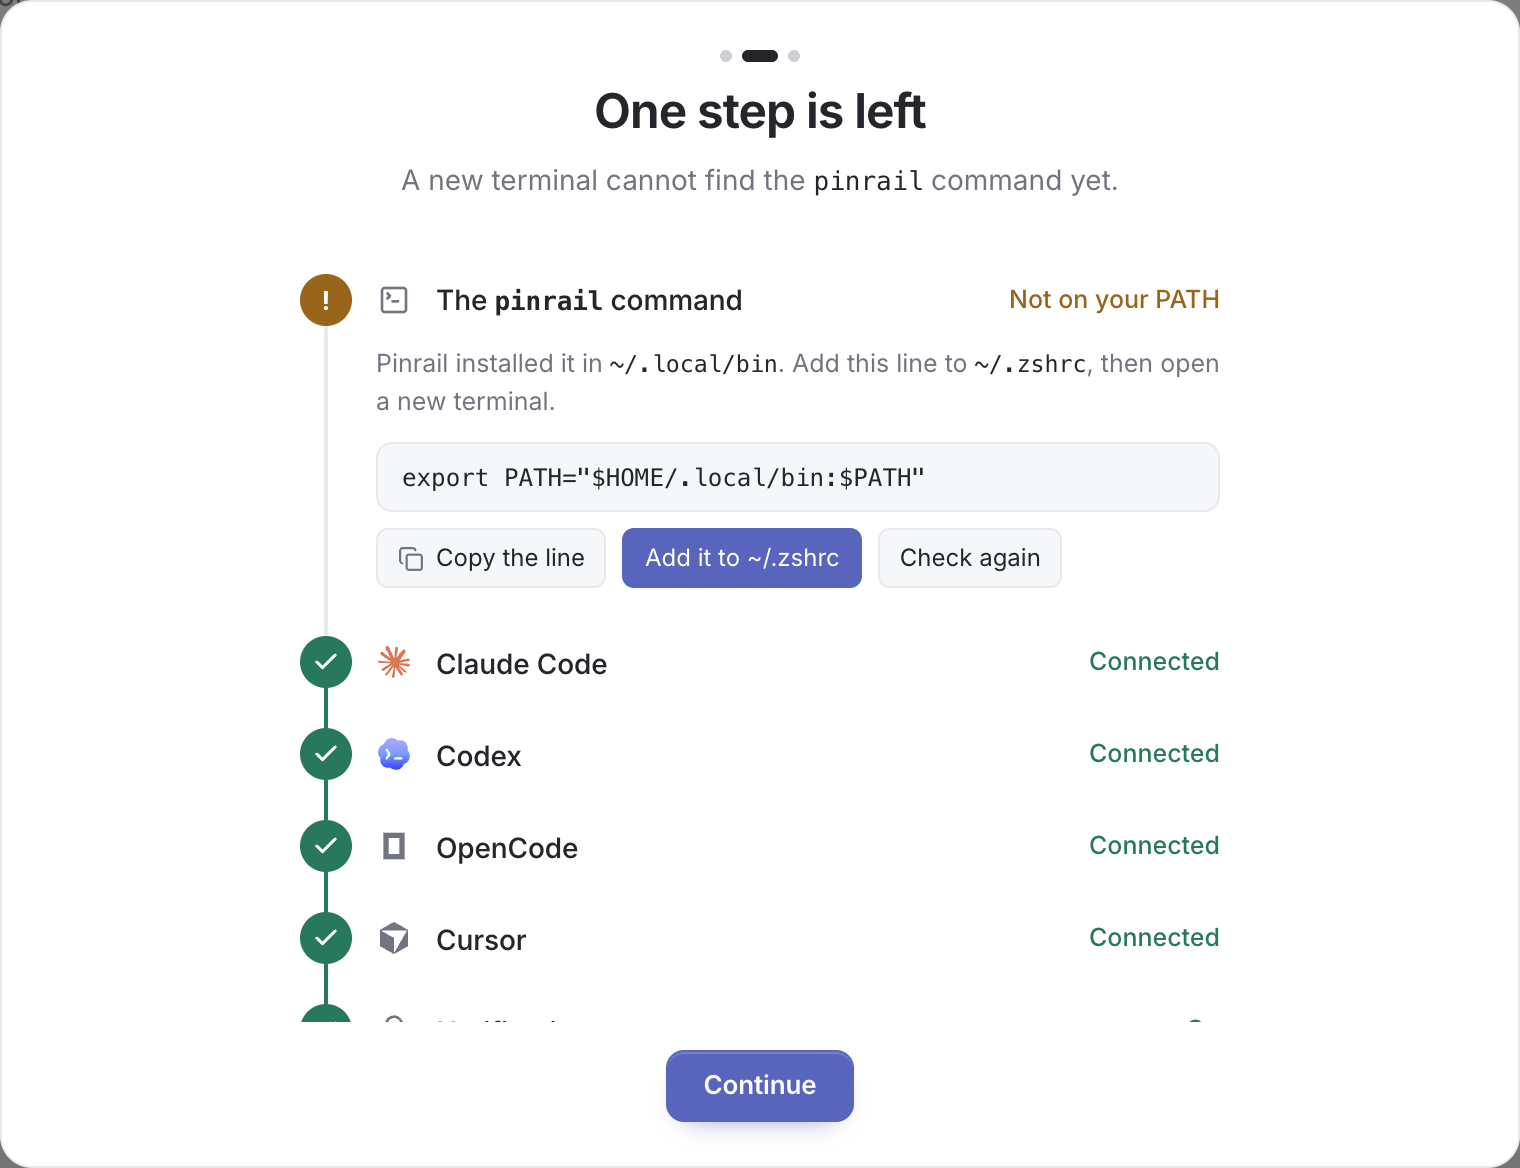 One step is left
A new terminal cannot find the pinrail command yet.
The pinrail command
Not on your PATH
Pinrail installed it in ~/.local/bin. Add this line to ~/.zshrc, then open
a new terminal.
export PATH="$HOME/.local/bin:$PATH"
Copy the line
Add it to ~/.zshrc
Check again
Claude Code
Connected
Codex
Connected
OpenCode
Connected
Cursor
Connected
Continue